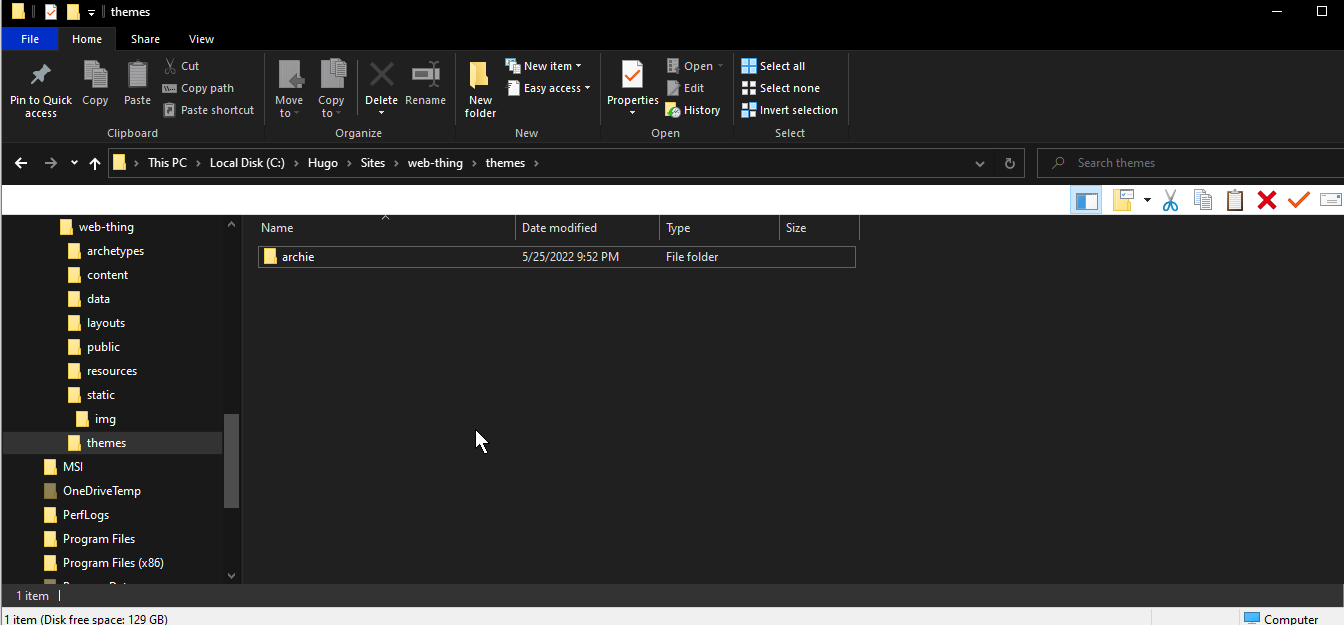 themes
File Home Share View
Pin to Quick access
Copy
Paste
Cut
Copy path
Paste shortcut
Clipboard
Move to
Copy to
Delete
Rename
Organize
New folder
New item
Easy access
New
Properties
Open
Edit
History
Open
Select all
Select none
Invert selection
Select
This PC > Local Disk (C:) > Hugo > Sites > web-thing > themes >
Search themes
web-thing
archetypes
content
data
layouts
public
resources
static
img
themes
MSI
OneDriveTemp
PerfLogs
Program Files
Program Files (x86)
Name Date modified Type Size
archie 5/25/2022 9:52 PM File folder
1 item
1 item (Disk free space: 129 GB) Computer